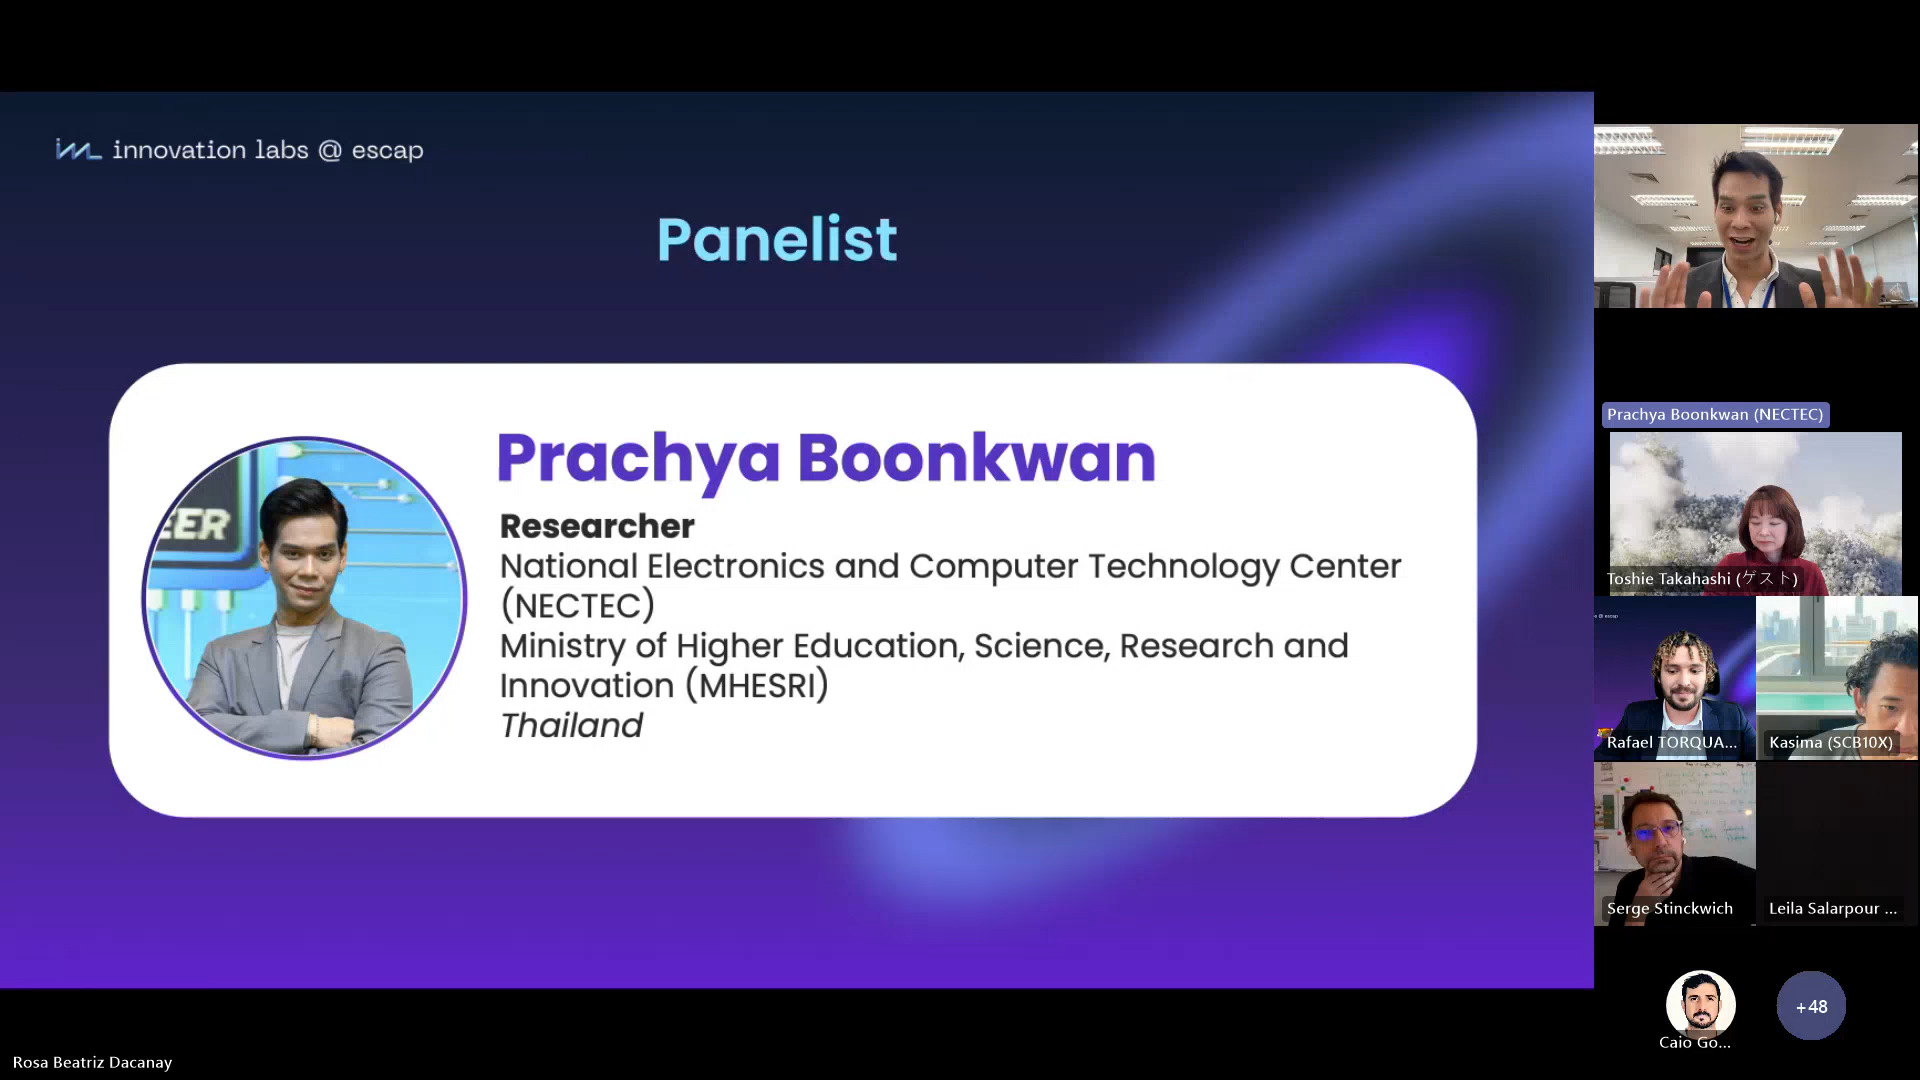 innovation labs @ escap
Panelist
EER
Prachya Boonkwan
Researcher
National Electronics and Computer Technology Center
(NECTEC)
Ministry of Higher Education, Science, Research and
Innovation (MHESRI)
Thailand
Prachya Boonkwan (NECTEC)
Toshie Takahashi (ゲスト)
Rafael TORQUA...
Kasima (SCB10X)
Serge Stinckwich
Leila Salarpour ...
Caio Go...
+48
Rosa Beatriz Dacanay